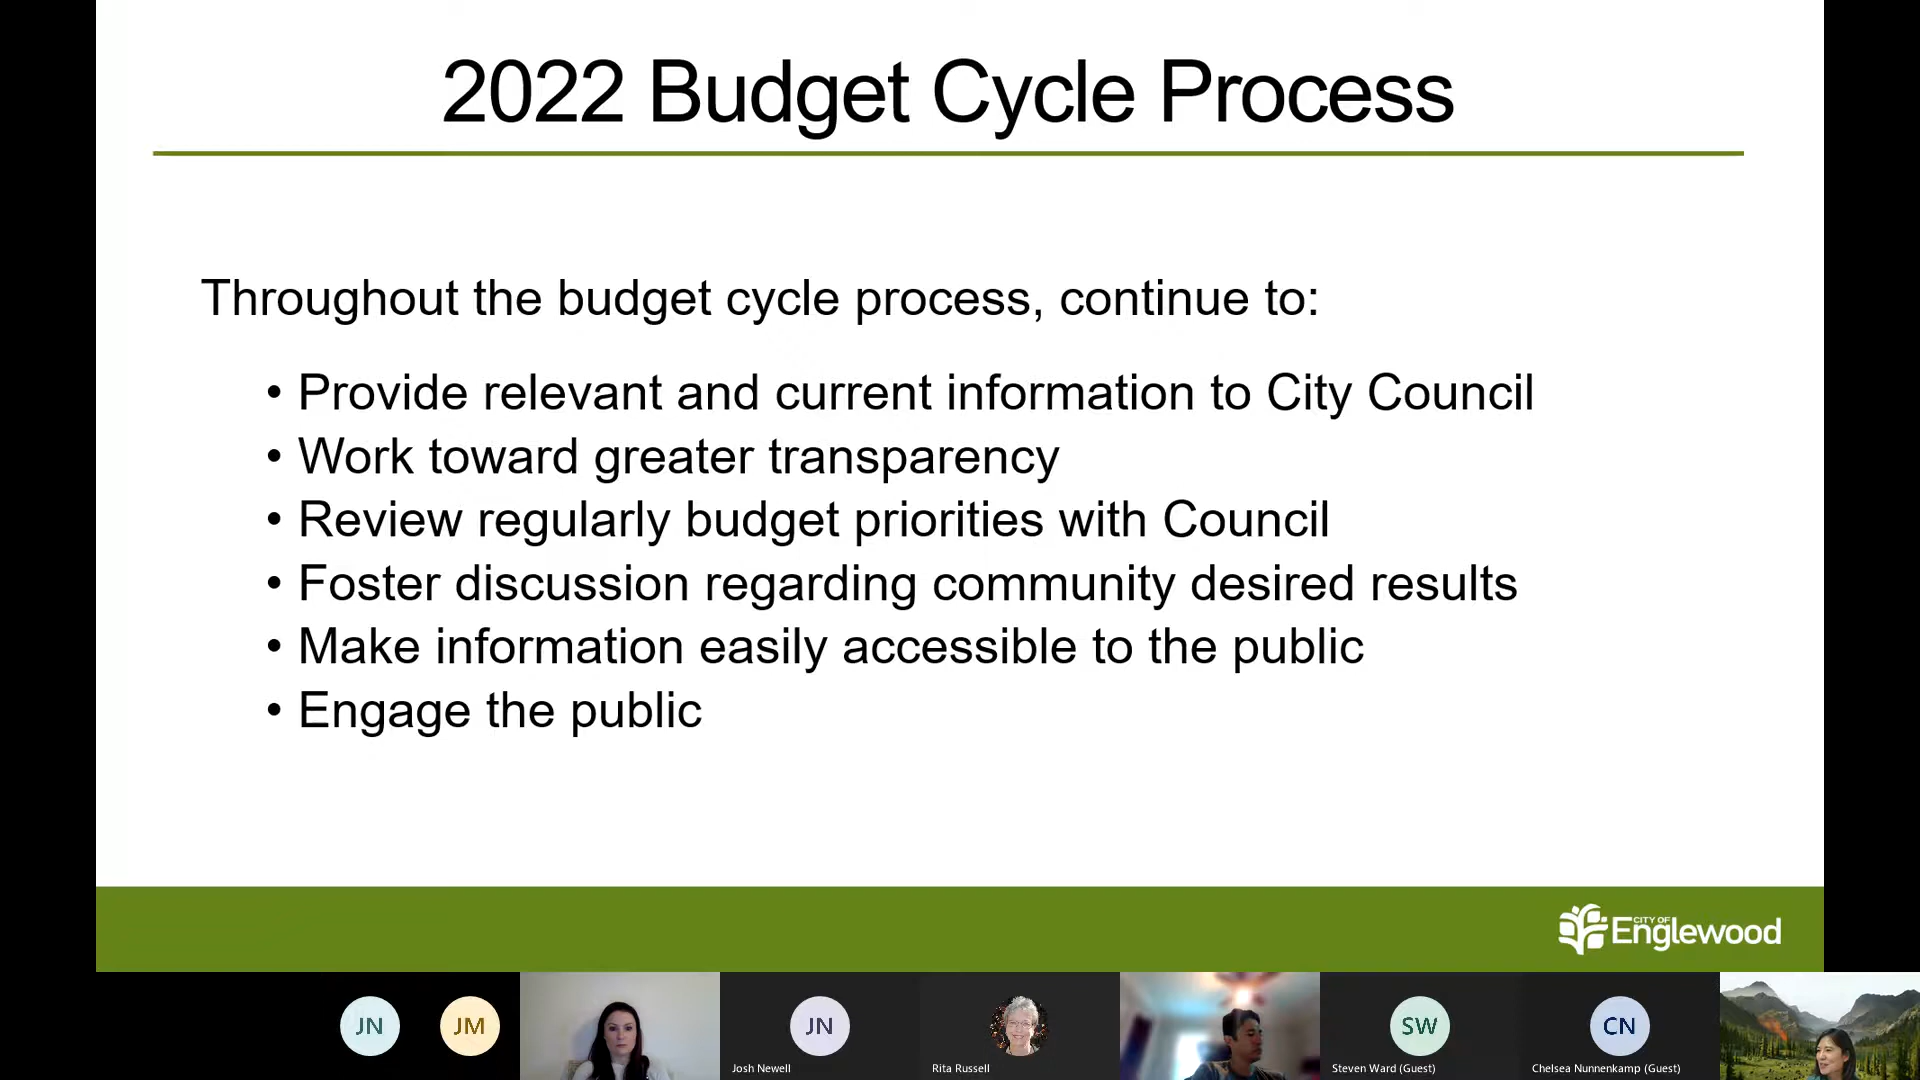 2022 Budget Cycle Process
Throughout the budget cycle process, continue to:
• Provide relevant and current information to City Council
• Work toward greater transparency
• Review regularly budget priorities with Council
• Foster discussion regarding community desired results
• Make information easily accessible to the public
• Engage the public
CITY OF
Englewood
JN
JM
JN
SW
CN
Josh Newell
Rita Russell
Steven Ward (Guest)
Chelsea Nunnenkamp (Guest)